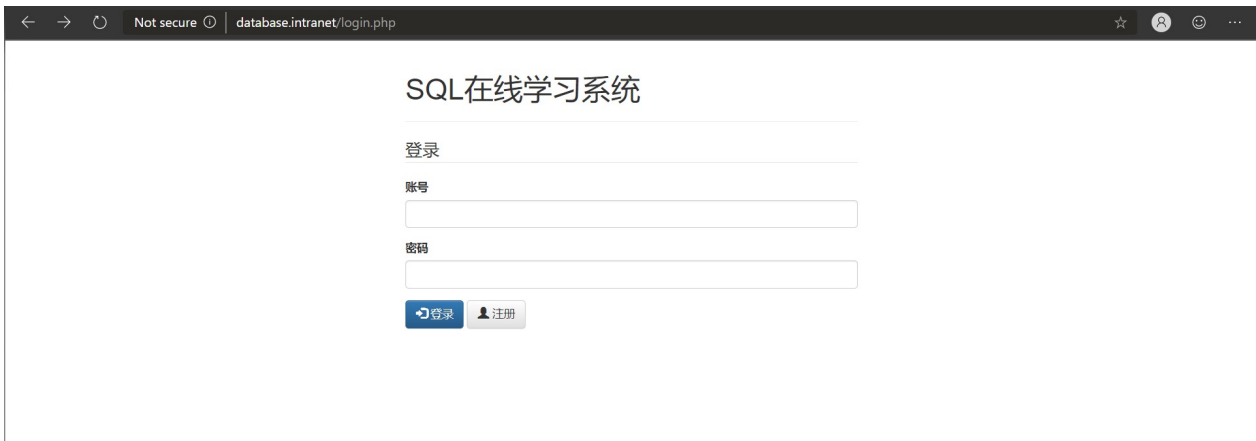 Not secure database.intranet/login.php
SQL在线学习系统
登录
账号
密码
登录 注册